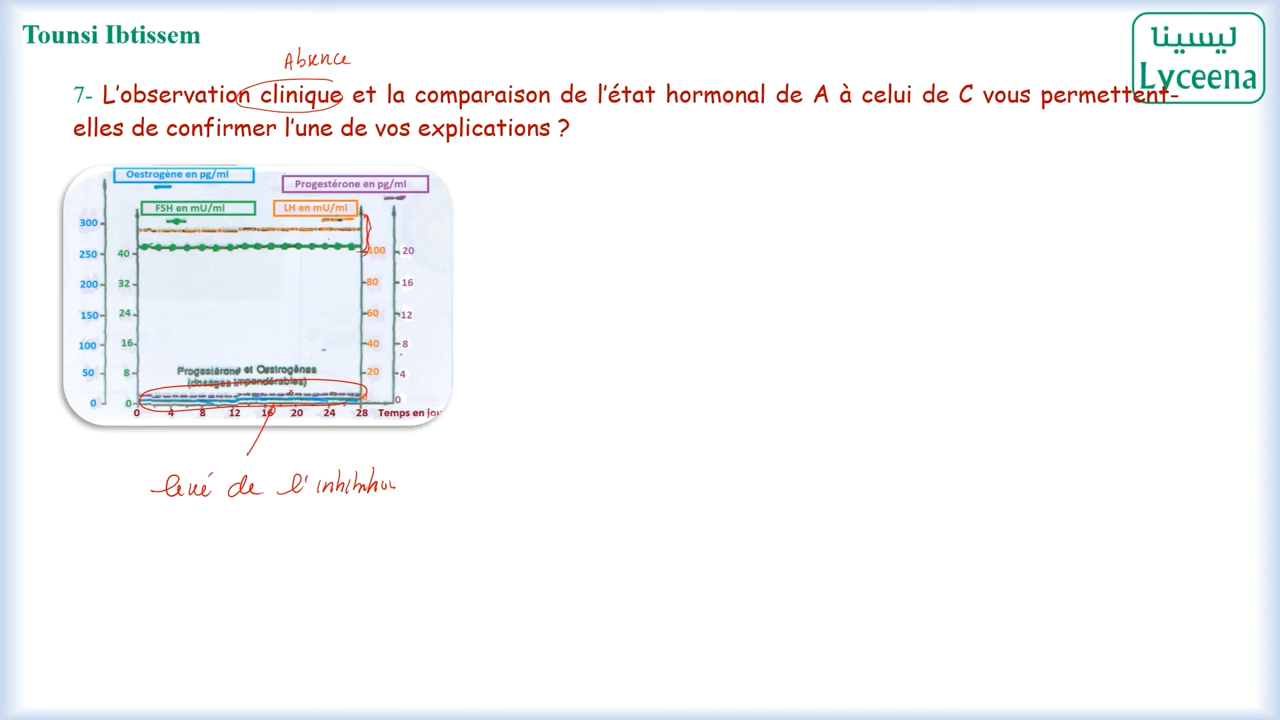 Tounsi Ibtissem
ليسينا
Lyceena
Absence
7- L'observation clinique et la comparaison de l'état hormonal de A à celui de C vous permettent-
elles de confirmer l'une de vos explications ?
Oestrogène en pg/ml
Progestérone en pg/ml
FSH en mU/ml
LH en mU/ml
300
250
200
150
100
50
0
40
32
24
16
8
0
100
80
60
40
20
0
20
16
12
8
4
0
Progestérone et Oestrogènes
(dosages impondérables)
0 4 8 12 16 20 24 28 Temps en jou
levé de l'inhibition